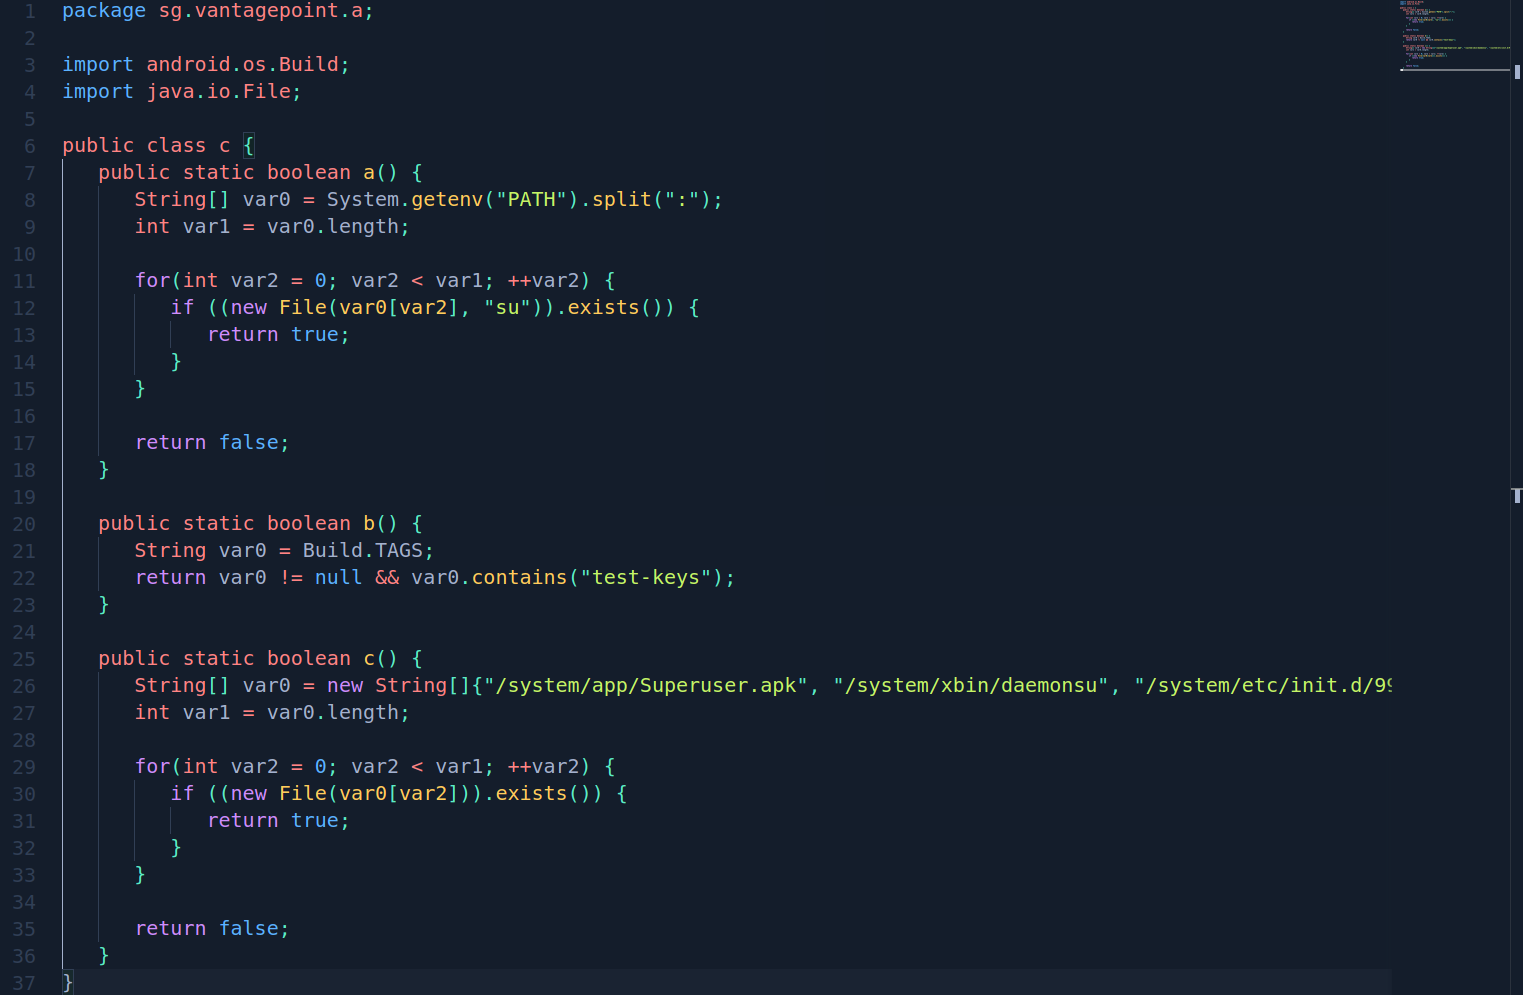 1 package sg.vantagepoint.a;
2
3 import android.os.Build;
4 import java.io.File;
5
6 public class c {
7    public static boolean a() {
8       String[] var0 = System.getenv("PATH").split(":");
9       int var1 = var0.length;
10
11       for(int var2 = 0; var2 < var1; ++var2) {
12          if ((new File(var0[var2], "su")).exists()) {
13             return true;
14          }
15       }
16
17       return false;
18    }
19
20    public static boolean b() {
21       String var0 = Build.TAGS;
22       return var0 != null && var0.contains("test-keys");
23    }
24
25    public static boolean c() {
26       String[] var0 = new String[]{"/system/app/Superuser.apk", "/system/xbin/daemonsu", "/system/etc/init.d/99
27       int var1 = var0.length;
28
29       for(int var2 = 0; var2 < var1; ++var2) {
30          if ((new File(var0[var2])).exists()) {
31             return true;
32          }
33       }
34
35       return false;
36    }
37 }